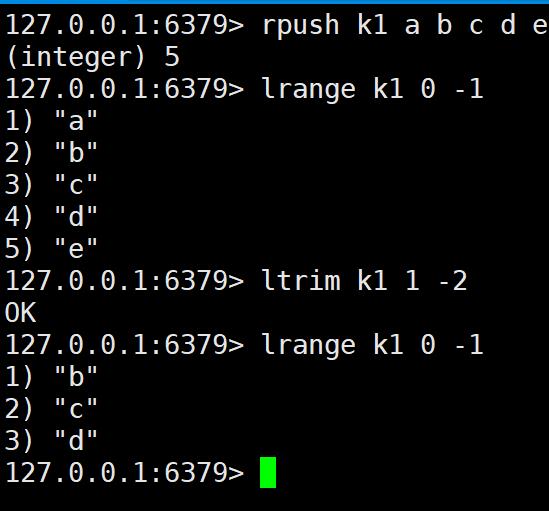 127.0.0.1:6379> rpush k1 a b c d e
(integer) 5
127.0.0.1:6379> lrange k1 0 -1
1) "a"
2) "b"
3) "c"
4) "d"
5) "e"
127.0.0.1:6379> ltrim k1 1 -2
OK
127.0.0.1:6379> lrange k1 0 -1
1) "b"
2) "c"
3) "d"
127.0.0.1:6379>